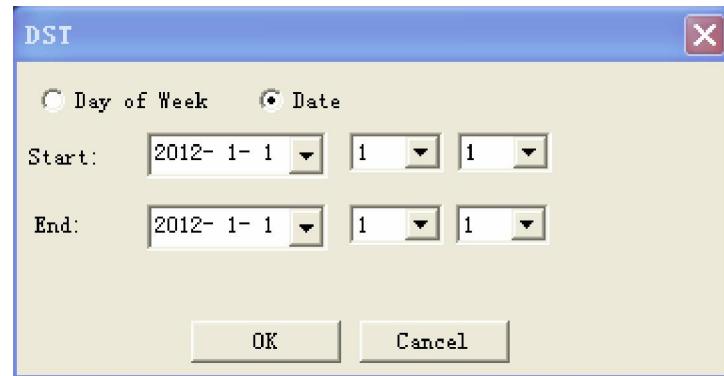 DST
Day of Week Date
Start: 2012- 1- 1 1 1
End: 2012- 1- 1 1 1
OK Cancel